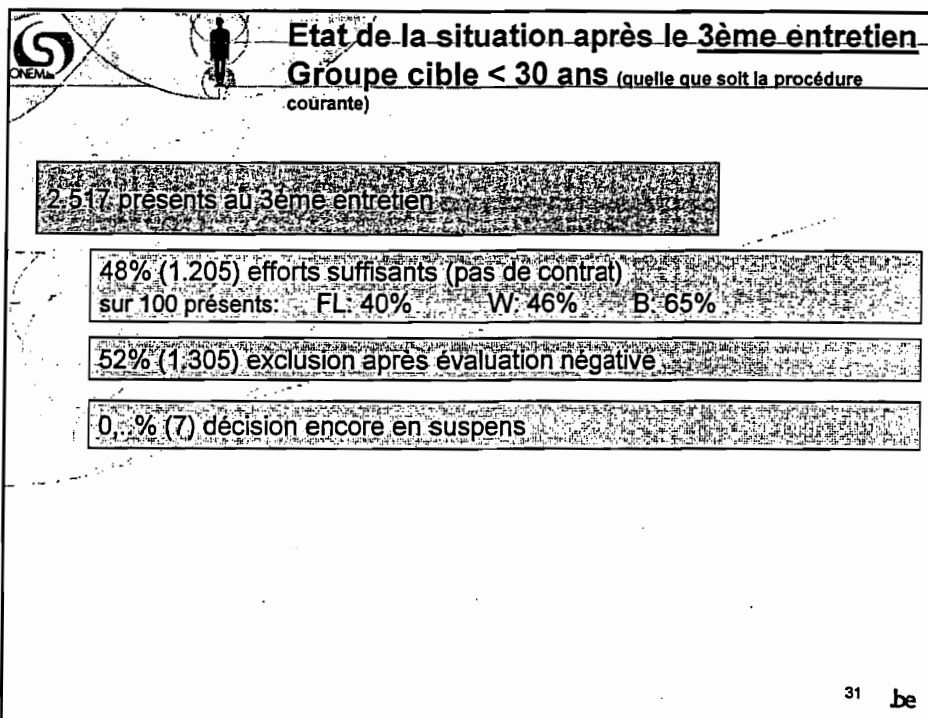 ONEM
Etat de la situation après le 3ème entretien
Groupe cible < 30 ans (quelle que soit la procédure
courante)
2.517 présents au 3ème entretien
48% (1.205) efforts suffisants (pas de contrat)
sur 100 présents: FL: 40% W: 46% B: 65%
52% (1.305) exclusion après évaluation négative
0,..% (7) décision encore en suspens
31 .be